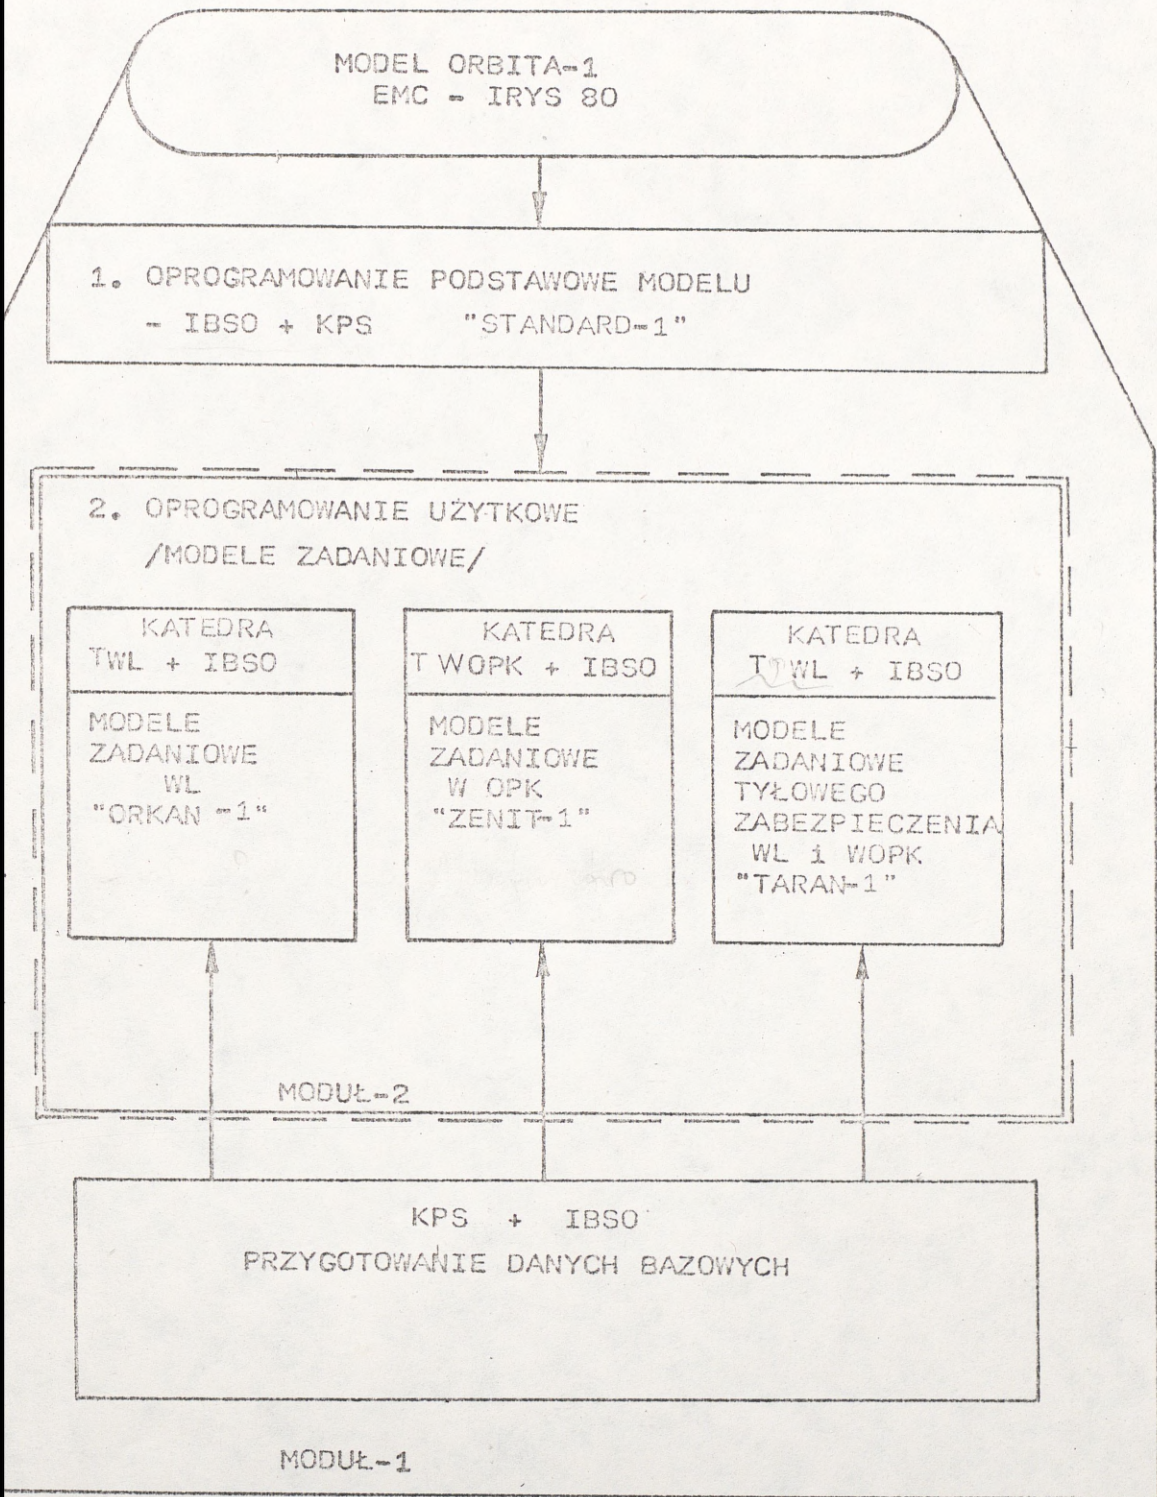 MODEL ORBITA-1
EMC - IRYS 80
1. OPROGRAMOWANIE PODSTAWOWE MODELU
- IBSO + KPS "STANDARD-1"
2. OPROGRAMOWANIE UŻYTKOWE
/MODELE ZADANIOWE/
KATEDRA
TWL + IBSO
MODELE
ZADANIOWE
WL
"ORKAN -1"
KATEDRA
T WOPK + IBSO
MODELE
ZADANIOWE
W OPK
"ZENIT-1"
KATEDRA
TTWL + IBSO
MODELE
ZADANIOWE
TYŁOWEGO
ZABEZPIECZENIA
WL i WOPK
"TARAN-1"
MODUŁ-2
KPS + IBSO
PRZYGOTOWANIE DANYCH BAZOWYCH
MODUŁ-1